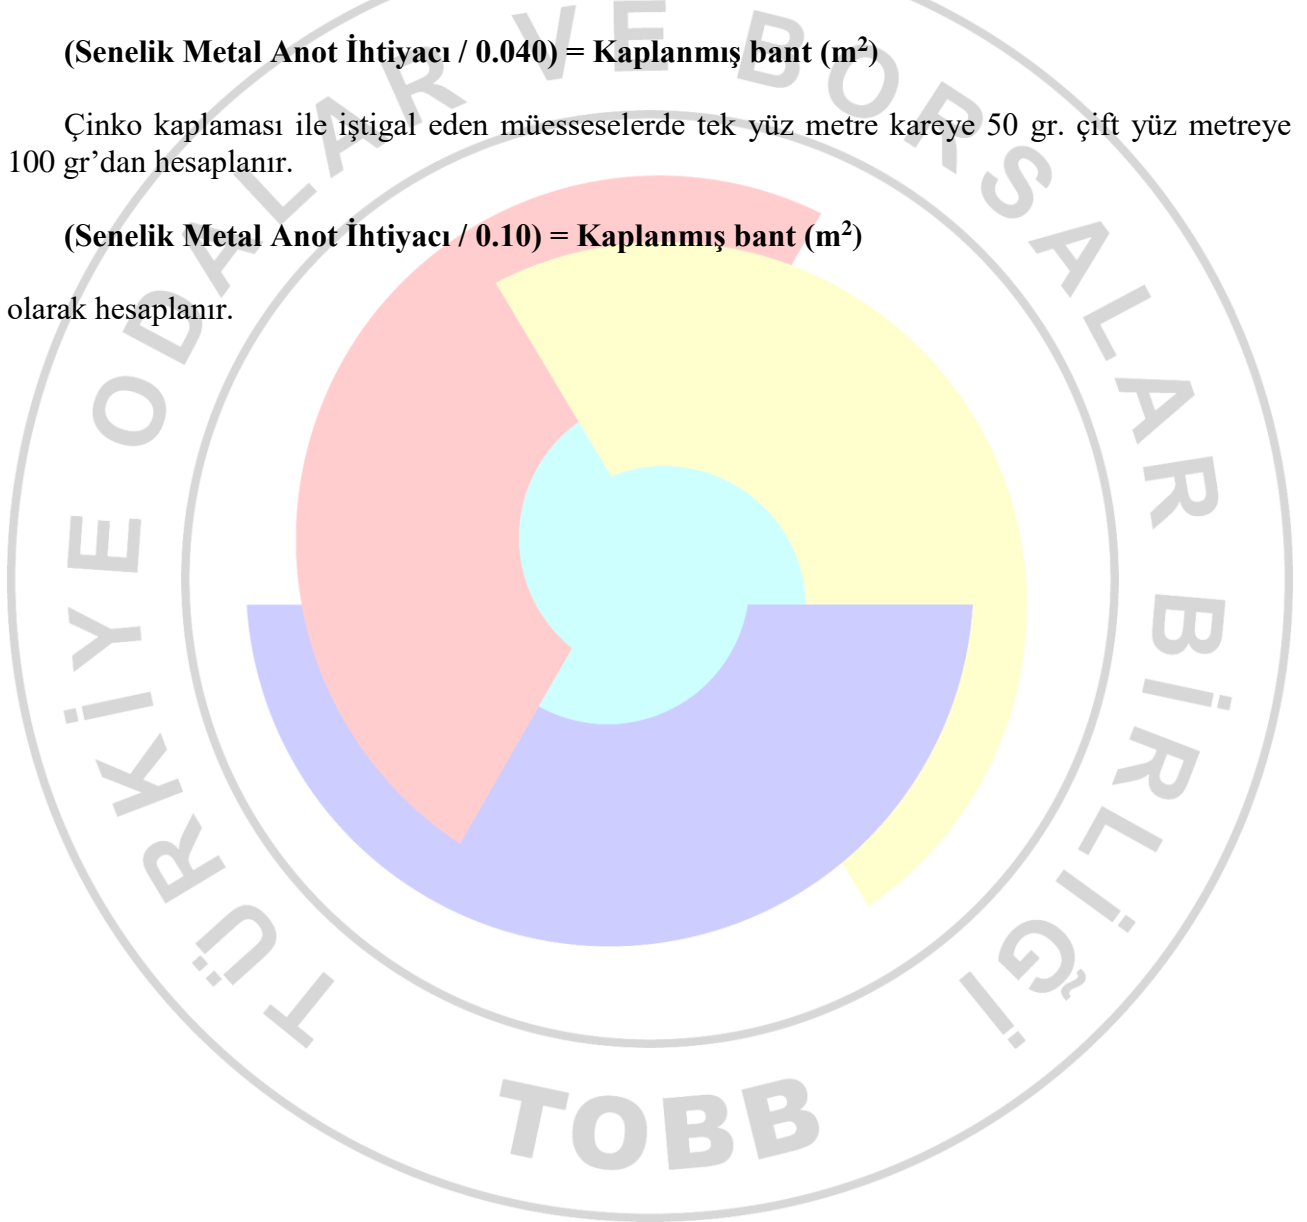 (Senelik Metal Anot İhtiyacı / 0.040) = Kaplanmış bant (m²)
Çinko kaplaması ile iştigal eden müesseselerde tek yüz metre kareye 50 gr. çift yüz metreye
100 gr’dan hesaplanır.
(Senelik Metal Anot İhtiyacı / 0.10) = Kaplanmış bant (m²)
olarak hesaplanır.
TÜRKİYE ODALAR VE BORSALAR BİRLİĞİ
TOBB